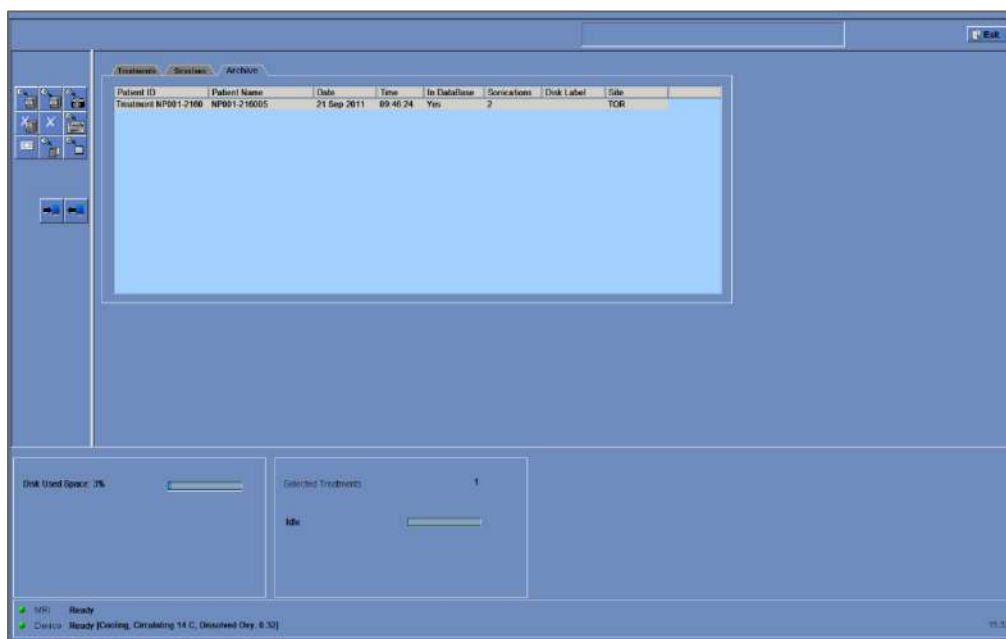 Exit
Treatments Sessions Archive
Patient ID Patient Name Date Time In DataBase Sonications Disk Label Site
Treatment NP001-2160 NP001-216005 21 Sep 2011 09:46:24 Yes 2 TOR
Disk Used Space: 3%
Selected Treatments 1
Idle
MRI Ready
Device Ready [Cooling, Circulating 14 C, Dissolved Oxy. 0.32]